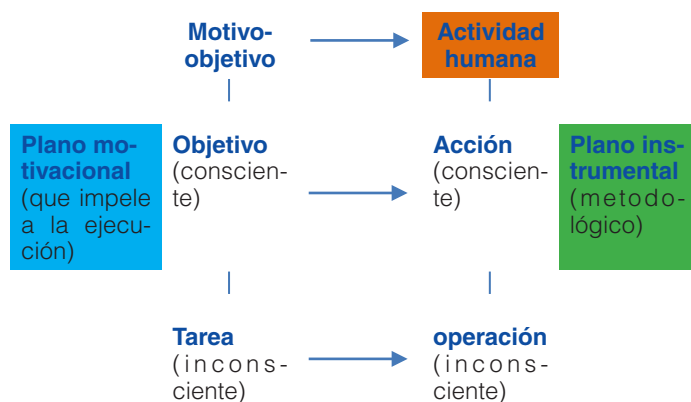 Motivo-
objetivo
Actividad
humana
Plano mo-
tivacional
(que impele
a la ejecu-
ción)
Objetivo
(conscien-
te)
Acción
(conscien-
te)
Plano ins-
trumental
(metodo-
lógico)
Tarea
(incons-
ciente)
operación
(incons-
ciente)